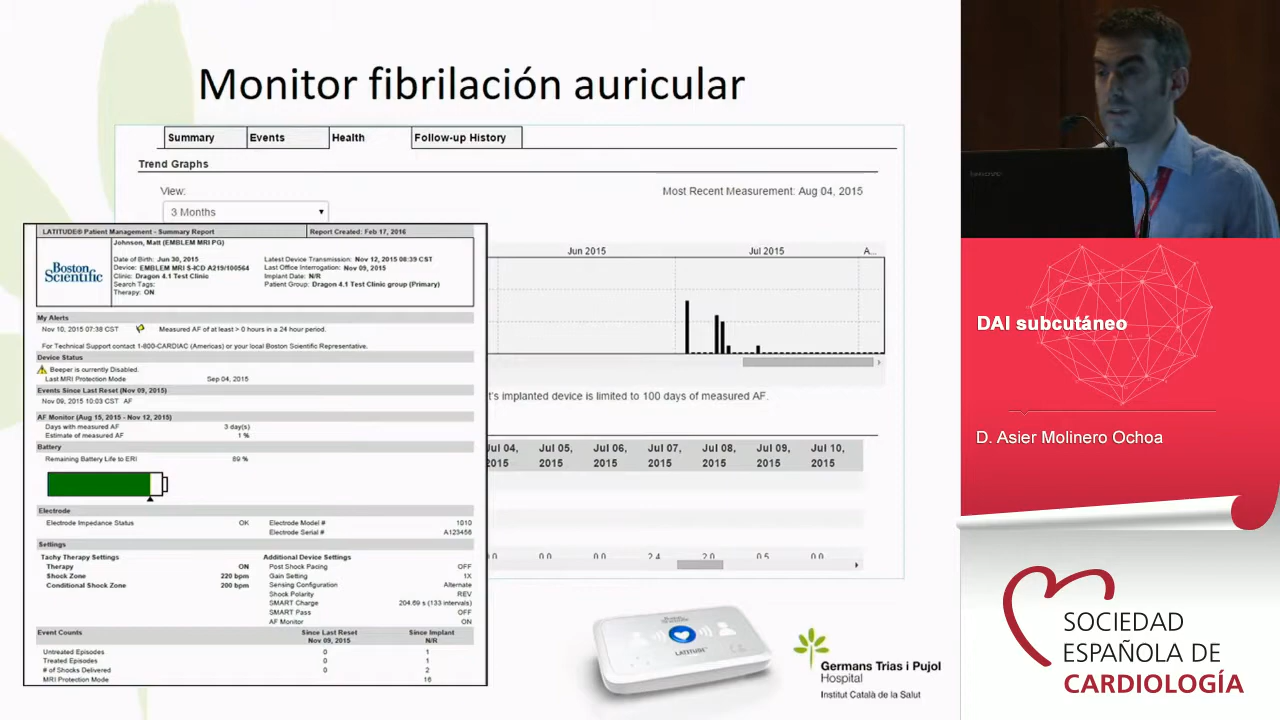 Monitor fibrilación auricular
Summary
Events
Health
Follow-up History
Trend Graphs
View:
Most Recent Measurement: Aug 04, 2015
3 Months
Jun 2015
Jul 2015
A...
t's implanted device is limited to 100 days of measured AF.
Jul 04, 2015
Jul 05, 2015
Jul 06, 2015
Jul 07, 2015
Jul 08, 2015
Jul 09, 2015
Jul 10, 2015
0.0 0.0 0.0 2.4 2.0 0.5 0.0
LATITUDE® Patient Management - Summary Report
Report Created: Feb 17, 2016
Boston Scientific
Johnson, Matt (EMBLEM MRI PG)
Date of Birth: Jun 30, 2015
Device: EMBLEM MRI S-ICD A219/100564
Clinic: Dragon 4.1 Test Clinic
Search Tags:
Therapy: ON
Latest Device Transmission: Nov 12, 2015 08:39 CST
Last Office Interrogation: Nov 09, 2015
Implant Date: N/R
Patient Group: Dragon 4.1 Test Clinic group (Primary)
My Alerts
Nov 10, 2015 07:38 CST Measured AF of at least > 0 hours in a 24 hour period.
For Technical Support contact 1-800-CARDIAC (Americas) or your local Boston Scientific Representative.
Device Status
Beeper is currently Disabled.
Last MRI Protection Mode Sep 04, 2015
Events Since Last Reset (Nov 09, 2015)
Nov 09, 2015 10:03 CST AF
AF Monitor (Aug 15, 2015 - Nov 12, 2015)
Days with measured AF 3 day(s)
Estimate of measured AF 1 %
Battery
Remaining Battery Life to ERI 89 %
Electrode
Electrode Impedance Status OK
Electrode Model # 1010
Electrode Serial # A123456
Settings
Tachy Therapy Settings
Therapy ON
Shock Zone 220 bpm
Conditional Shock Zone 200 bpm
Additional Device Settings
Post Shock Pacing OFF
Gain Setting 1X
Sensing Configuration Alternate
Shock Polarity REV
SMART Charge 204.69 s (133 intervals)
SMART Pass OFF
AF Monitor ON
Event Counts
Since Last Reset
Nov 09, 2015
Since Implant
N/R
Untreated Episodes 0 1
Treated Episodes 0 1
# of Shocks Delivered 0 2
MRI Protection Mode 16
LATITUDE™
Germans Trias i Pujol
Hospital
Institut Català de la Salut
lenovo
DAI subcutáneo
D. Asier Molinero Ochoa
SOCIEDAD
ESPAÑOLA DE
CARDIOLOGÍA